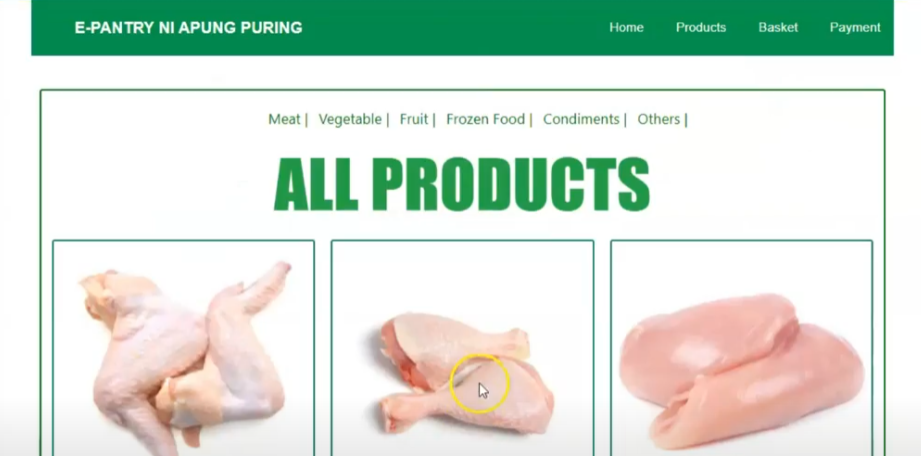 E-PANTRY NI APUNG PURING
Home Products Basket Payment
Meat | Vegetable | Fruit | Frozen Food | Condiments | Others |
ALL PRODUCTS